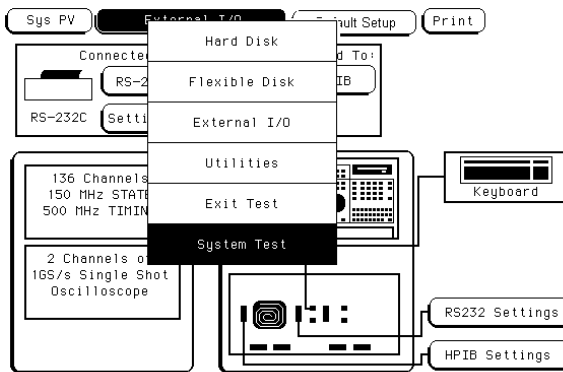 Sys PV
External I/O
Setup
Print
Connecte
d To:
RS-2
IB
RS-232C
Setti
Hard Disk
Flexible Disk
External I/O
Utilities
Exit Test
System Test
136 Channels
150 MHz STATE
500 MHz TIMIN
2 Channels o
1GS/s Single Shot
Oscilloscope
Keyboard
RS232 Settings
HPIB Settings